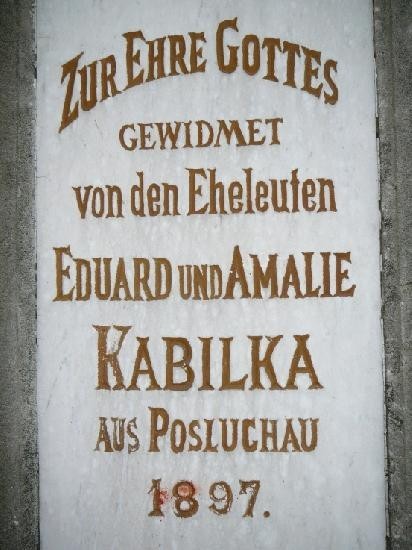 ZUR EHRE GOTTES
GEWIDMET
von den Eheleuten
EDUARD UND AMALIE
KABILKA
AUS POSLUCHAU
1897.